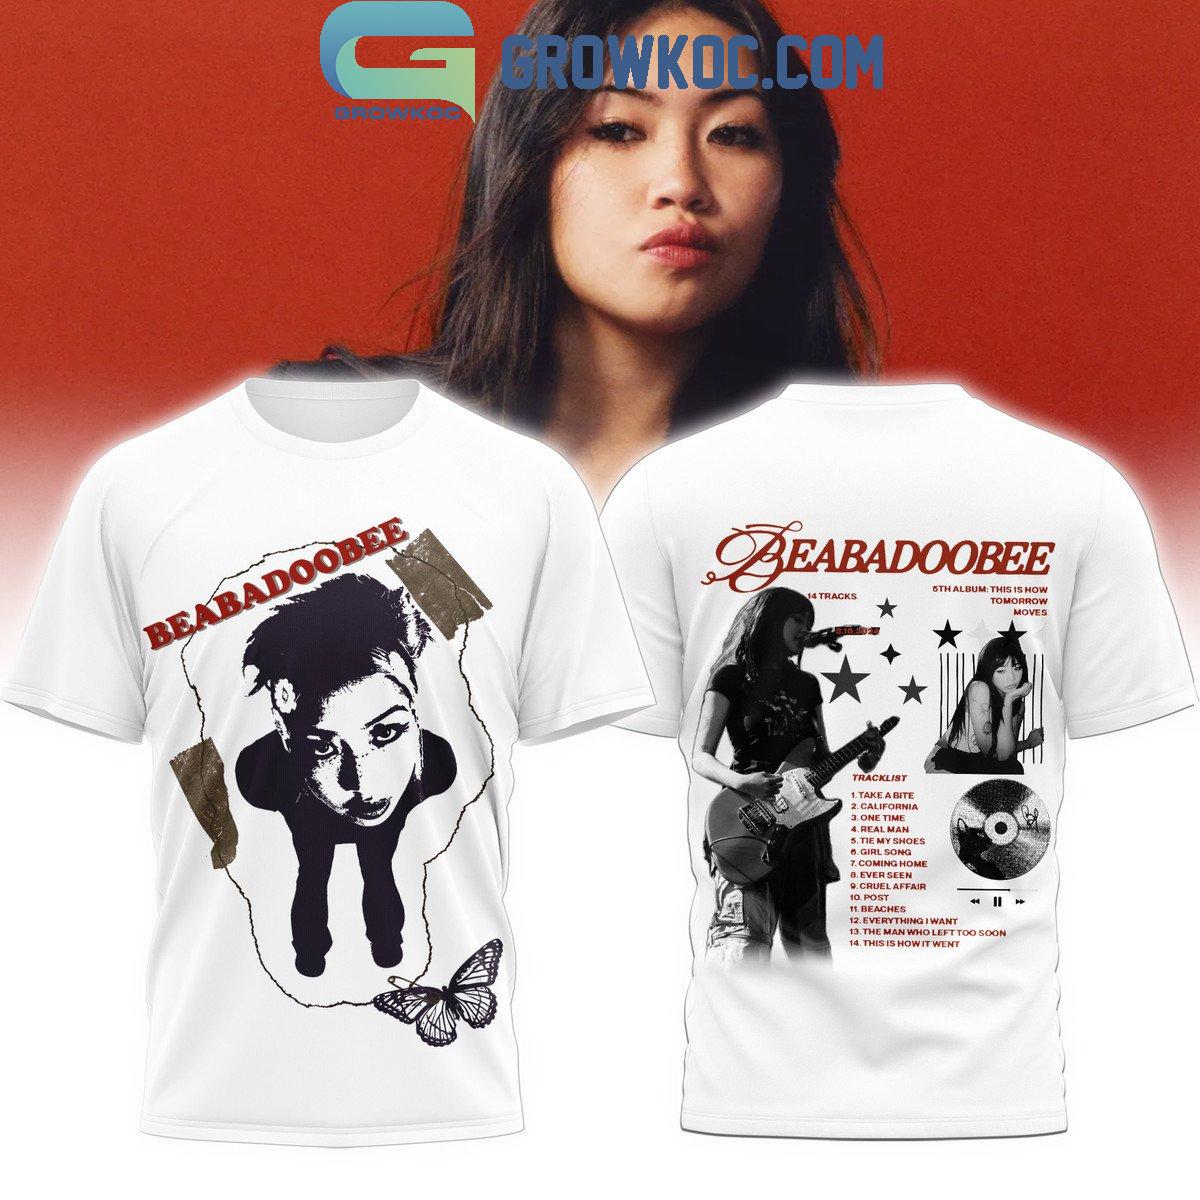 GROWKOC
GROWKOC.COM
BEABADOOBEE
BEABADOOBEE
14 TRACKS
5TH ALBUM: THIS IS HOW
TOMORROW
MOVES
8.16.2024
TRACKLIST
1. TAKE A BITE
2. CALIFORNIA
3. ONE TIME
4. REAL MAN
5. TIE MY SHOES
6. GIRL SONG
7. COMING HOME
8. EVER SEEN
9. CRUEL AFFAIR
10. POST
11. BEACHES
12. EVERYTHING I WANT
13. THE MAN WHO LEFT TOO SOON
14. THIS IS HOW IT WENT